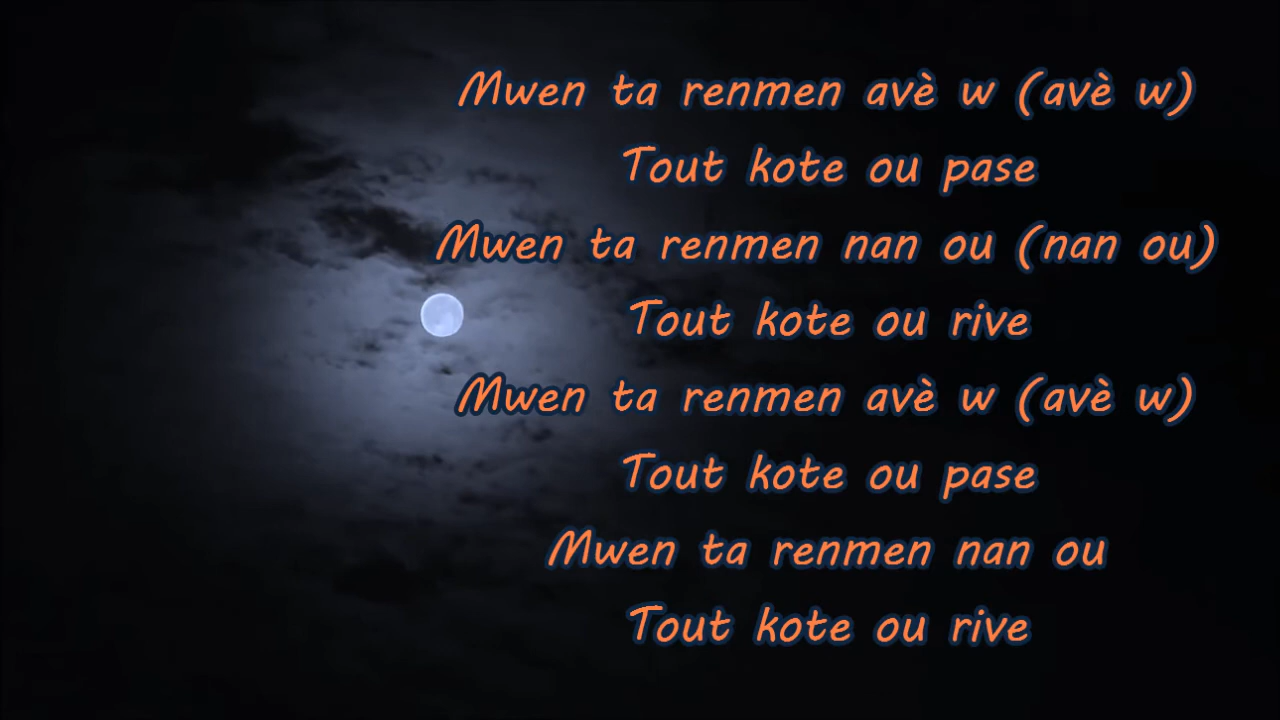 Mwen ta renmen avè w (avè w)
Tout kote ou pase
Mwen ta renmen nan ou (nan ou)
Tout kote ou rive
Mwen ta renmen avè w (avè w)
Tout kote ou pase
Mwen ta renmen nan ou
Tout kote ou rive